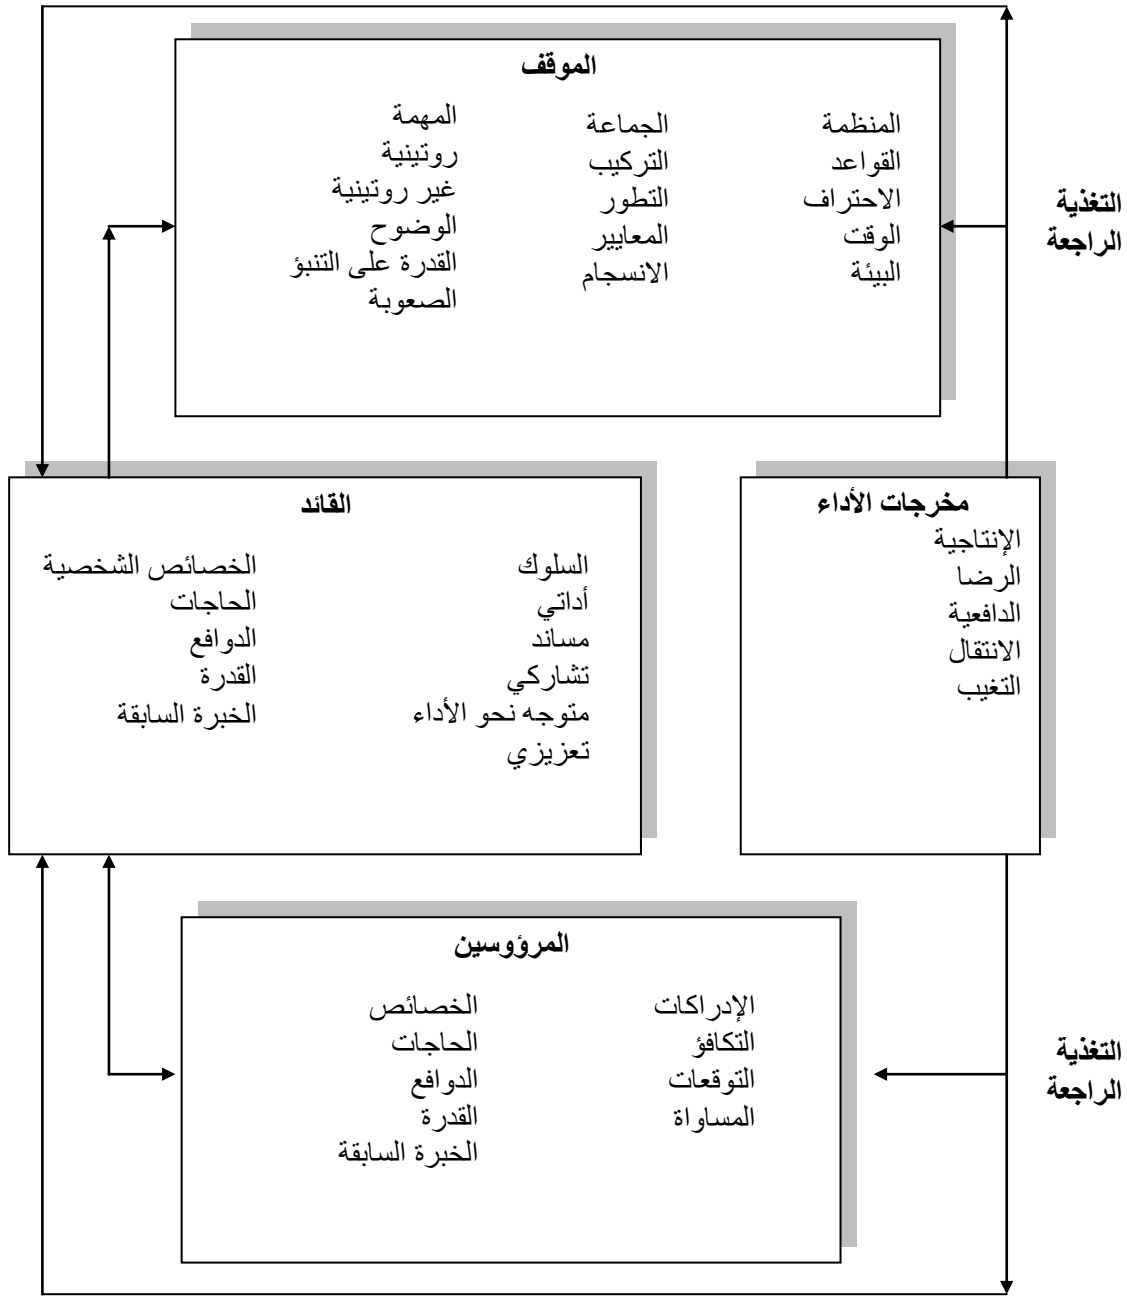 الموقف
المنظمة
القواعد
الاحتراف
الوقت
البيئة
الجماعة
التركيب
التطور
المعايير
الانسجام
المهمة
روتينية
غير روتينية
الوضوح
القدرة على التنبؤ
الصعوبة
التغذية
الراجعة
مخرجات الأداء
الإنتاجية
الرضا
الدافعية
الانتقال
التغيب
القائد
السلوك
أداتي
مساند
تشاركي
متوجه نحو الأداء
تعزيزي
الخصائص الشخصية
الحاجات
الدوافع
القدرة
الخبرة السابقة
المرؤوسين
الإدراكات
التكافؤ
التوقعات
المساواة
الخصائص
الحاجات
الدوافع
القدرة
الخبرة السابقة
التغذية
الراجعة